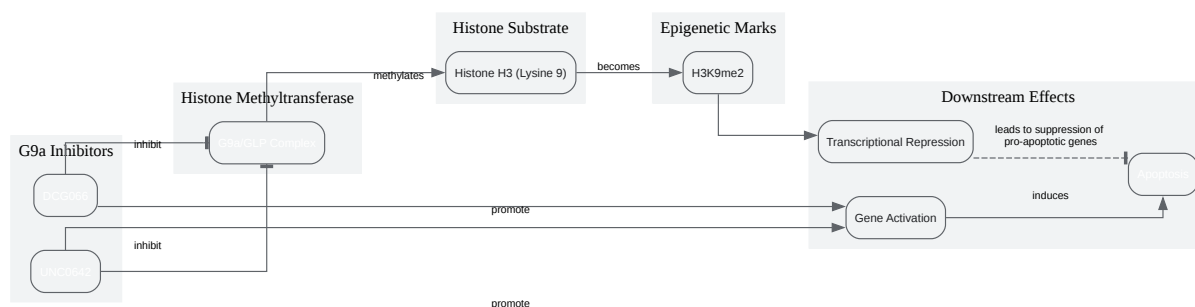 Histone Substrate
Epigenetic Marks
methylates
Histone H3 (Lysine 9)
becomes
H3K9me2
Histone Methyltransferase
G9a/GLP Complex
Downstream Effects
Transcriptional Repression
leads to suppression of
pro-apoptotic genes
Apoptosis
G9a Inhibitors
inhibit
DCG066
promote
Gene Activation
induces
inhibit
UNC0642
promote